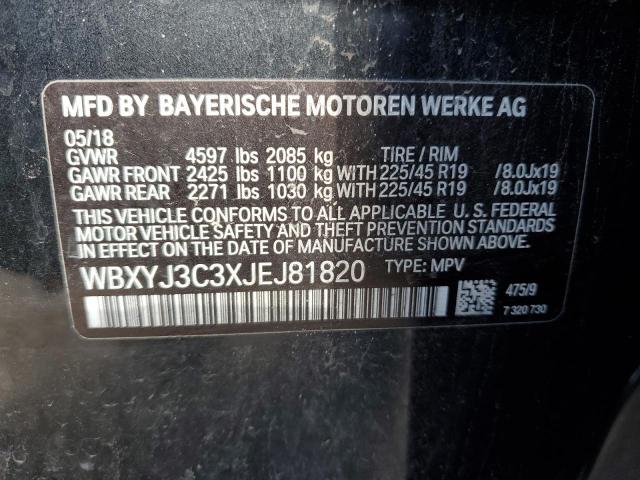 MFD BY BAYERISCHE MOTOREN WERKE AG
05/18
GVWR 4597 lbs 2085 kg TIRE / RIM
GAWR FRONT 2425 lbs 1100 kg WITH 225/45 R19 /8.0Jx19
GAWR REAR 2271 lbs 1030 kg WITH 225/45 R19 /8.0Jx19
THIS VEHICLE CONFORMS TO ALL APPLICABLE U. S. FEDERAL
MOTOR VEHICLE SAFETY AND THEFT PREVENTION STANDARDS
IN EFFECT ON THE DATE OF MANUFACTURE SHOWN ABOVE.
WBXYJ3C3XJEJ81820 TYPE: MPV
475/9
7 320 730